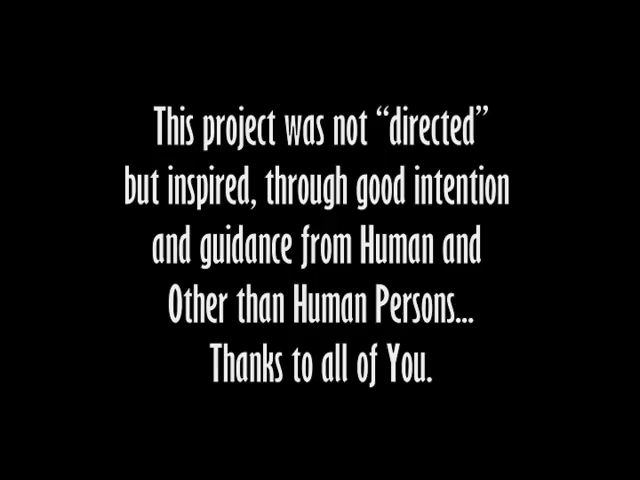 This project was not “directed”
but inspired, through good intention
and guidance from Human and
Other than Human Persons...
Thanks to all of You.